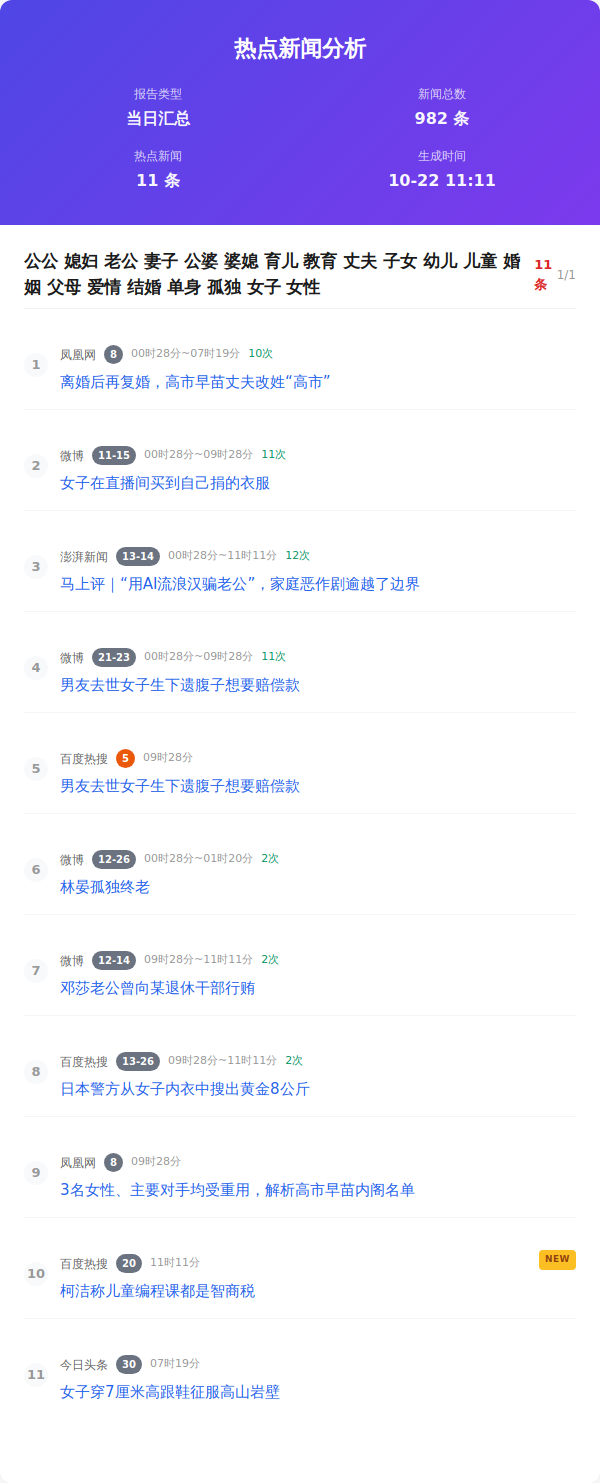 热点新闻分析
报告类型
新闻总数
当日汇总
982 条
热点新闻
生成时间
11 条
10-22 11:11
公公 媳妇 老公 妻子 公婆 婆媳 育儿 教育 丈夫 子女 幼儿 儿童 婚
姻 父母 爱情 结婚 单身 孤独 女子 女性
11
条
1/1
1
凤凰网 8 00时28分~07时19分 10次
离婚后再复婚，高市早苗丈夫改姓“高市”
2
微博 11-15 00时28分~09时28分 11次
女子在直播间买到自己捐的衣服
3
澎湃新闻 13-14 00时28分~11时11分 12次
马上评｜“用AI流浪汉骗老公”，家庭恶作剧逾越了边界
4
微博 21-23 00时28分~09时28分 11次
男友去世女子生下遗腹子想要赔偿款
5
百度热搜 5 09时28分
男友去世女子生下遗腹子想要赔偿款
6
微博 12-26 00时28分~01时20分 2次
林晏孤独终老
7
微博 12-14 09时28分~11时11分 2次
邓莎老公曾向某退休干部行贿
8
百度热搜 13-26 09时28分~11时11分 2次
日本警方从女子内衣中搜出黄金8公斤
9
凤凰网 8 09时28分
3名女性、主要对手均受重用，解析高市早苗内阁名单
10
百度热搜 20 11时11分
NEW
柯洁称儿童编程课都是智商税
11
今日头条 30 07时19分
女子穿7厘米高跟鞋征服高山岩壁